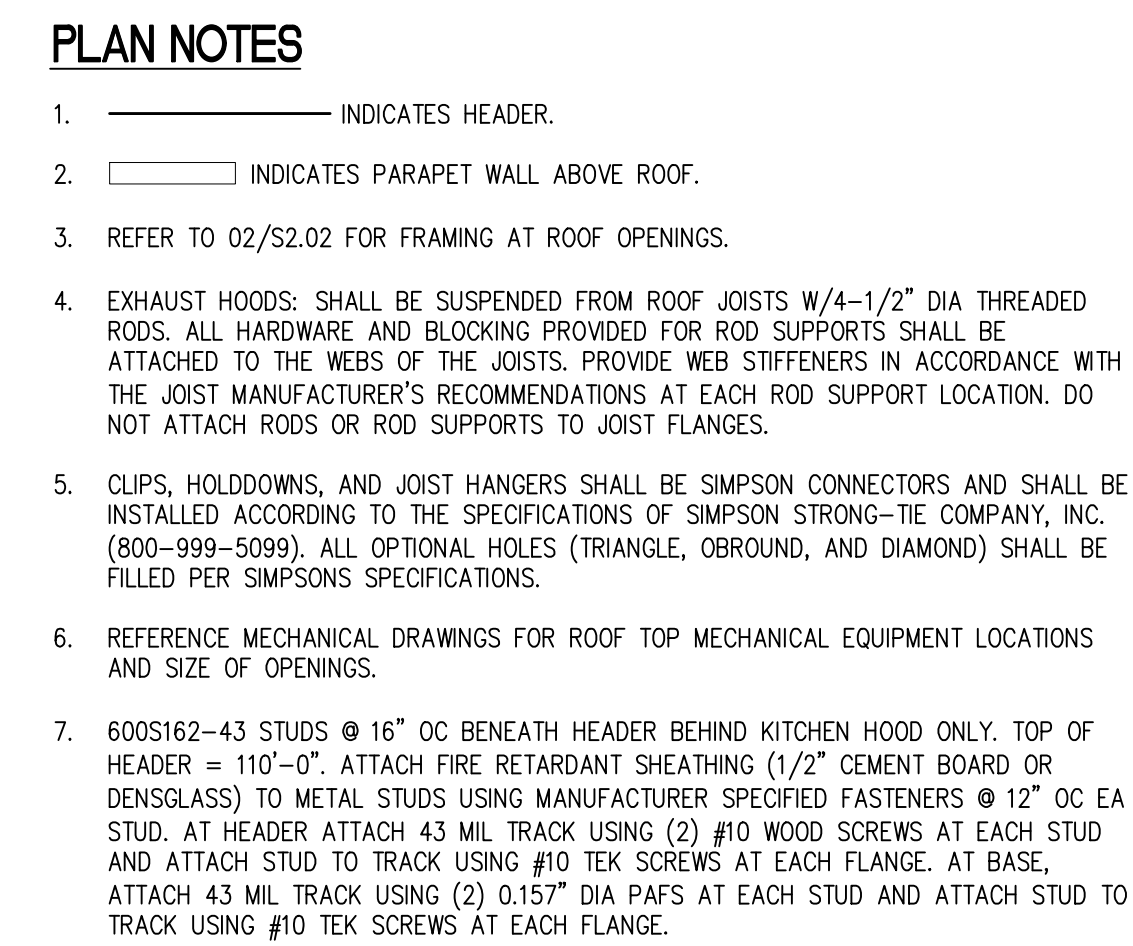 PLAN NOTES
1. INDICATES HEADER.
2. INDICATES PARAPET WALL ABOVE ROOF.
3. REFER TO 02/S2.02 FOR FRAMING AT ROOF OPENINGS.
4. EXHAUST HOODS: SHALL BE SUSPENDED FROM ROOF JOISTS W/4-1/2" DIA THREADED
RODS. ALL HARDWARE AND BLOCKING PROVIDED FOR ROD SUPPORTS SHALL BE
ATTACHED TO THE WEBS OF THE JOISTS. PROVIDE WEB STIFFENERS IN ACCORDANCE WITH
THE JOIST MANUFACTURER'S RECOMMENDATIONS AT EACH ROD SUPPORT LOCATION. DO
NOT ATTACH RODS OR ROD SUPPORTS TO JOIST FLANGES.
5. CLIPS, HOLDDOWNS, AND JOIST HANGERS SHALL BE SIMPSON CONNECTORS AND SHALL BE
INSTALLED ACCORDING TO THE SPECIFICATIONS OF SIMPSON STRONG-TIE COMPANY, INC.
(800-999-5099). ALL OPTIONAL HOLES (TRIANGLE, OBROUND, AND DIAMOND) SHALL BE
FILLED PER SIMPSONS SPECIFICATIONS.
6. REFERENCE MECHANICAL DRAWINGS FOR ROOF TOP MECHANICAL EQUIPMENT LOCATIONS
AND SIZE OF OPENINGS.
7. 600S162-43 STUDS @ 16" OC BENEATH HEADER BEHIND KITCHEN HOOD ONLY. TOP OF
HEADER = 110'-0". ATTACH FIRE RETARDANT SHEATHING (1/2" CEMENT BOARD OR
DENSGLASS) TO METAL STUDS USING MANUFACTURER SPECIFIED FASTENERS @ 12" OC EA
STUD. AT HEADER ATTACH 43 MIL TRACK USING (2) #10 WOOD SCREWS AT EACH STUD
AND ATTACH STUD TO TRACK USING #10 TEK SCREWS AT EACH FLANGE. AT BASE,
ATTACH 43 MIL TRACK USING (2) 0.157" DIA PAFS AT EACH STUD AND ATTACH STUD TO
TRACK USING #10 TEK SCREWS AT EACH FLANGE.